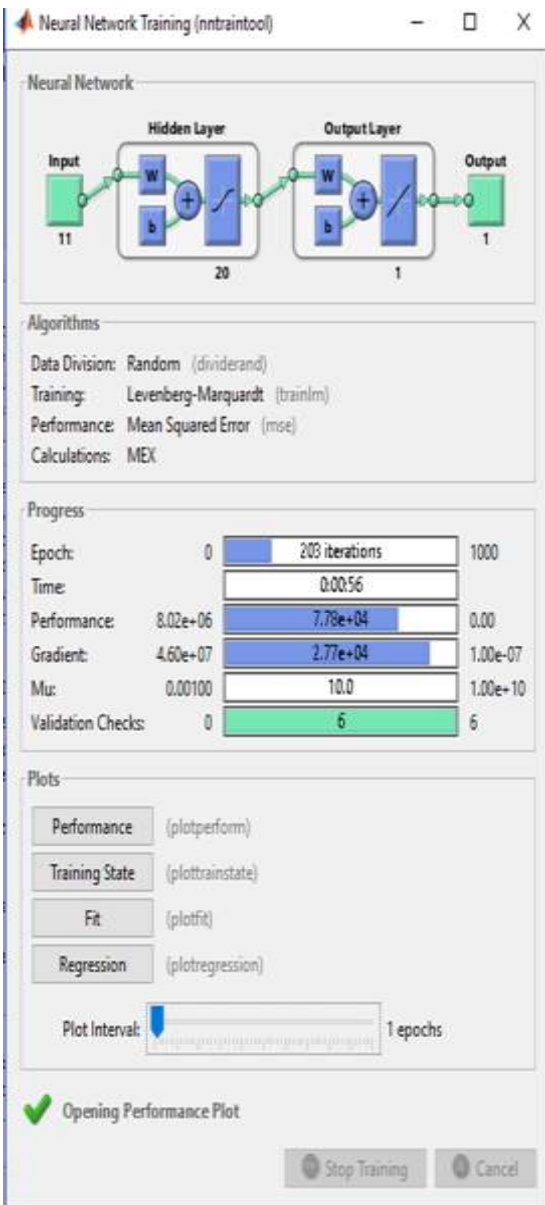 Neural Network Training (nntraintool)
Neural Network
Hidden Layer Output Layer
Input Output
W W
+ +
b b
11 1
20 1
Algorithms
Data Division: Random (dividerand)
Training: Levenberg-Marquardt (trainlm)
Performance: Mean Squared Error (mse)
Calculations: MEX
Progress
Epoch: 0 203 iterations 1000
Time: 0:00:56
Performance: 8.02e+06 7.78e+04 0.00
Gradient: 4.60e+07 2.77e+04 1.00e-07
Mu: 0.00100 10.0 1.00e+10
Validation Checks: 0 6 6
Plots
Performance (plotperform)
Training State (plottrainstate)
Fit (plotfit)
Regression (plotregression)
Plot Interval: 1 epochs
Opening Performance Plot
Stop Training Cancel